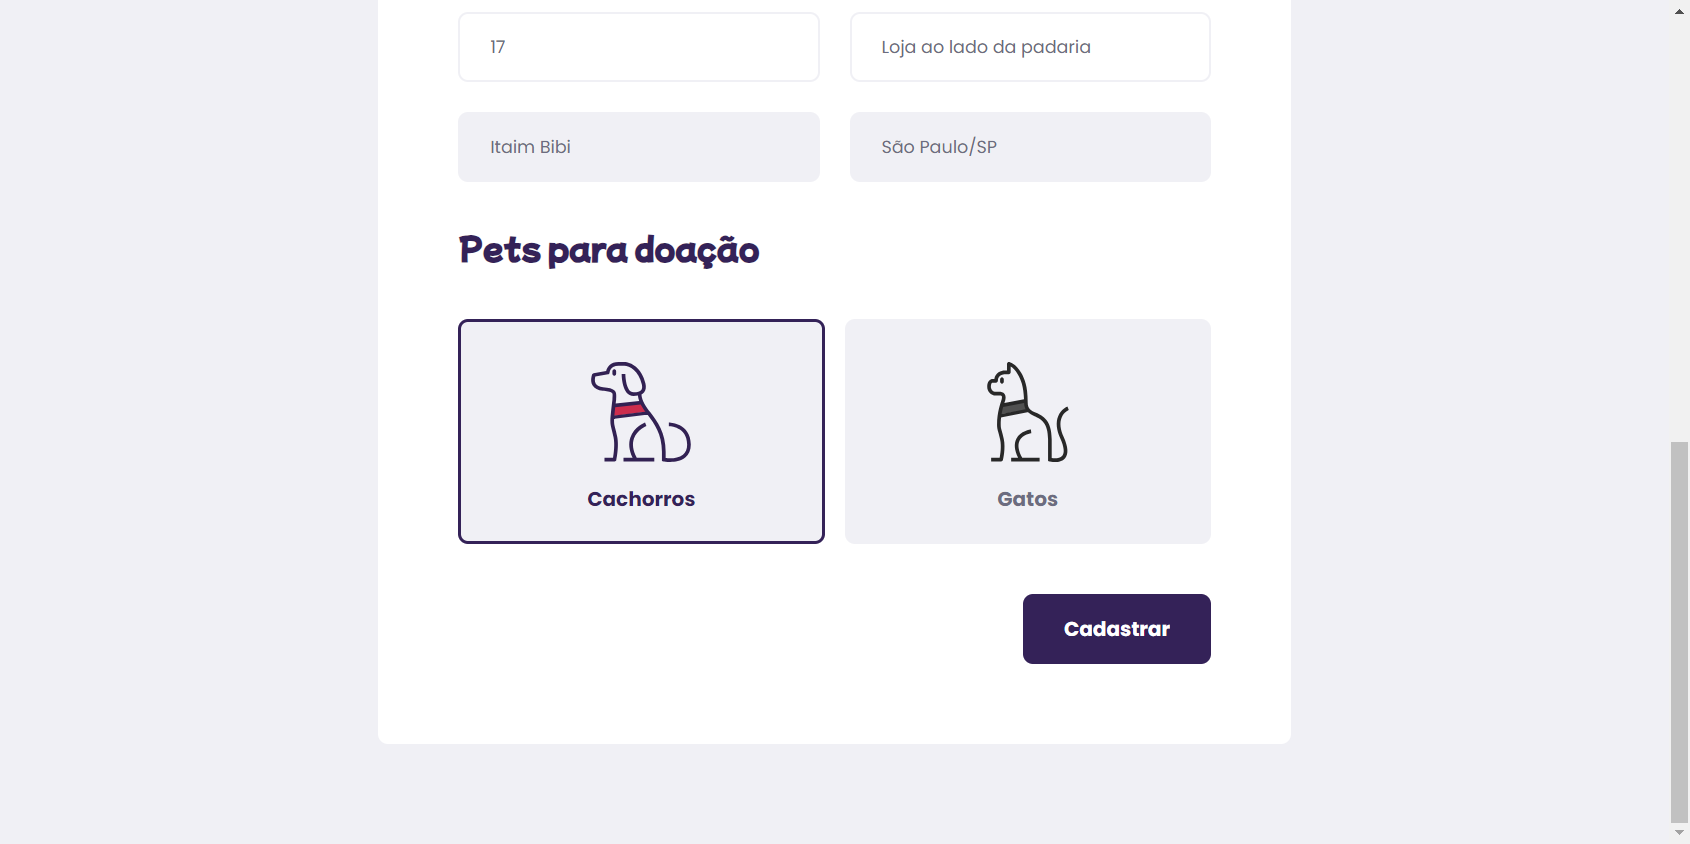 17
Loja ao lado da padaria
Itaim Bibi
São Paulo/SP
Pets para doação
Cachorros
Gatos
Cadastrar